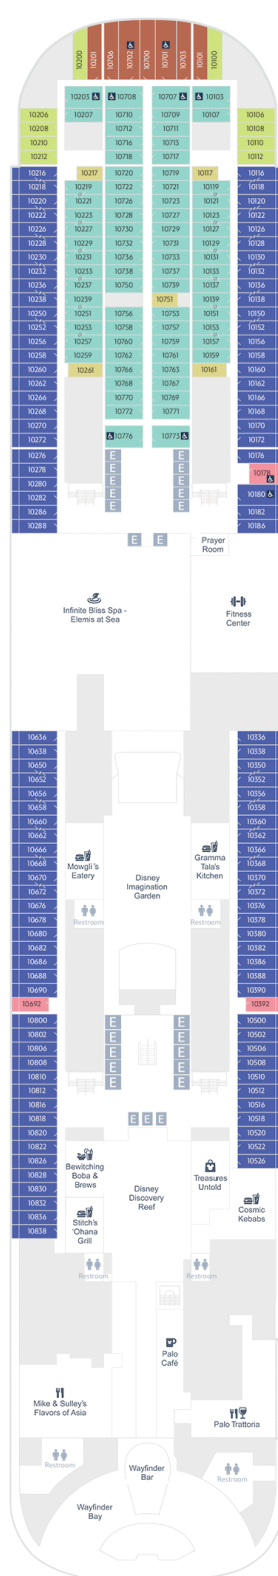 10200 10201 10706 10702 10700 10701 10703 10101 10100
10203 10708 10707 10103
10206 10207 10710 10709 10107 10106
10208 10712 10711 10108
10210 10716 10713 10110
10212 10718 10717 10112
10216 10217 10720 10719 10117 10116
10218 10219 10722 10721 10119 10118
10220 10221 10726 10723 10121 10120
10222 10223 10728 10727 10123 10122
10226 10227 10730 10729 10127 10126
10228 10229 10732 10731 10129 10128
10230 10231 10736 10733 10131 10130
10232 10233 10738 10737 10133 10132
10236 10237 10750 10739 10137 10136
10238 10239 10751 10139 10138
10250 10251 10756 10753 10151 10150
10252 10253 10758 10757 10153 10152
10256 10257 10760 10759 10157 10156
10258 10259 10762 10761 10159 10158
10260 10261 10766 10763 10161 10160
10262 10768 10767 10162
10266 10770 10769 10166
10268 10772 10771 10168
10270 10170
10272 10776 10773 10172
10276 E E 10176
10278 E E 10178
10280 E E
10282 E E 10180
10286 E E 10182
10288 10186
E E
Prayer
Room
Infinite Bliss Spa -
Elemis at Sea
Fitness
Center
10636 10336
10638 10338
10650 10350
10652 10352
10656 10356
10658 10358
10660 10360
10662 10362
10666 10366
10668 10368
10670 10370
10672 10372
10676 10376
10678 10378
10680 10380
10682 10382
10686 10386
10688 10388
10690 10390
10692 10392
Mowgli's
Eatery
Disney
Imagination
Garden
Gramma
Tala's
Kitchen
Restroom Restroom
10800 E E 10500
10802 E E 10502
10806 E E 10506
10808 E E 10508
10810 E E 10510
10812 10512
10816 10516
10818 E E E 10518
10820 10520
10822 10522
10826 10526
10828
10830
10832
10836
10838
Bewitching
Boba &
Brews
Disney
Discovery
Reef
Treasures
Untold
Stitch's
'Ohana
Grill
Cosmic
Kebabs
Restroom Restroom
Palo
Café
Mike & Sulley's
Flavors of Asia
Palo Trattoria
Restroom
Wayfinder
Bar
Restroom
Wayfinder
Bay